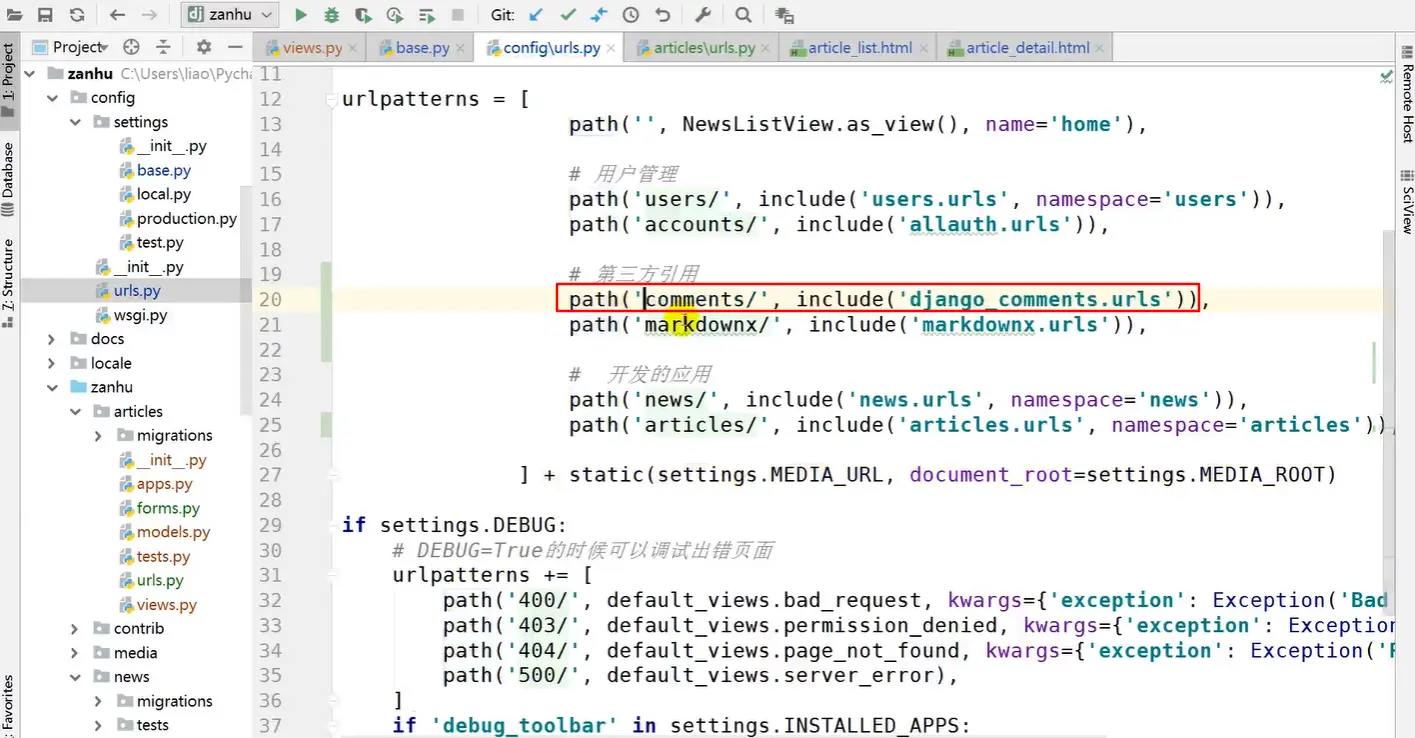 zanhu
Git:
Project
views.py
base.py
config\urls.py
articles\urls.py
article_list.html
article_detail.html
1: Project
Database
Z: Structure
Favorites
Remote Host
SciView
zanhu C:\Users\liao\Pycha
config
settings
__init__.py
base.py
local.py
production.py
test.py
__init__.py
urls.py
wsgi.py
docs
locale
zanhu
articles
migrations
__init__.py
apps.py
forms.py
models.py
tests.py
urls.py
views.py
contrib
media
news
migrations
tests
11
12 urlpatterns = [
13 path('', NewsListView.as_view(), name='home'),
14
15 # 用户管理
16 path('users/', include('users.urls', namespace='users')),
17 path('accounts/', include('allauth.urls')),
18
19 # 第三方引用
20 path('comments/', include('django_comments.urls')),
21 path('markdownx/', include('markdownx.urls')),
22
23 # 开发的应用
24 path('news/', include('news.urls', namespace='news')),
25 path('articles/', include('articles.urls', namespace='articles')),
26
27 ] + static(settings.MEDIA_URL, document_root=settings.MEDIA_ROOT)
28
29 if settings.DEBUG:
30 # DEBUG=True的时候可以调试出错页面
31 urlpatterns += [
32 path('400/', default_views.bad_request, kwargs={'exception': Exception('Bad
33 path('403/', default_views.permission_denied, kwargs={'exception': Exception
34 path('404/', default_views.page_not_found, kwargs={'exception': Exception('P
35 path('500/', default_views.server_error),
36 ]
37 if 'debug_toolbar' in settings.INSTALLED_APPS: